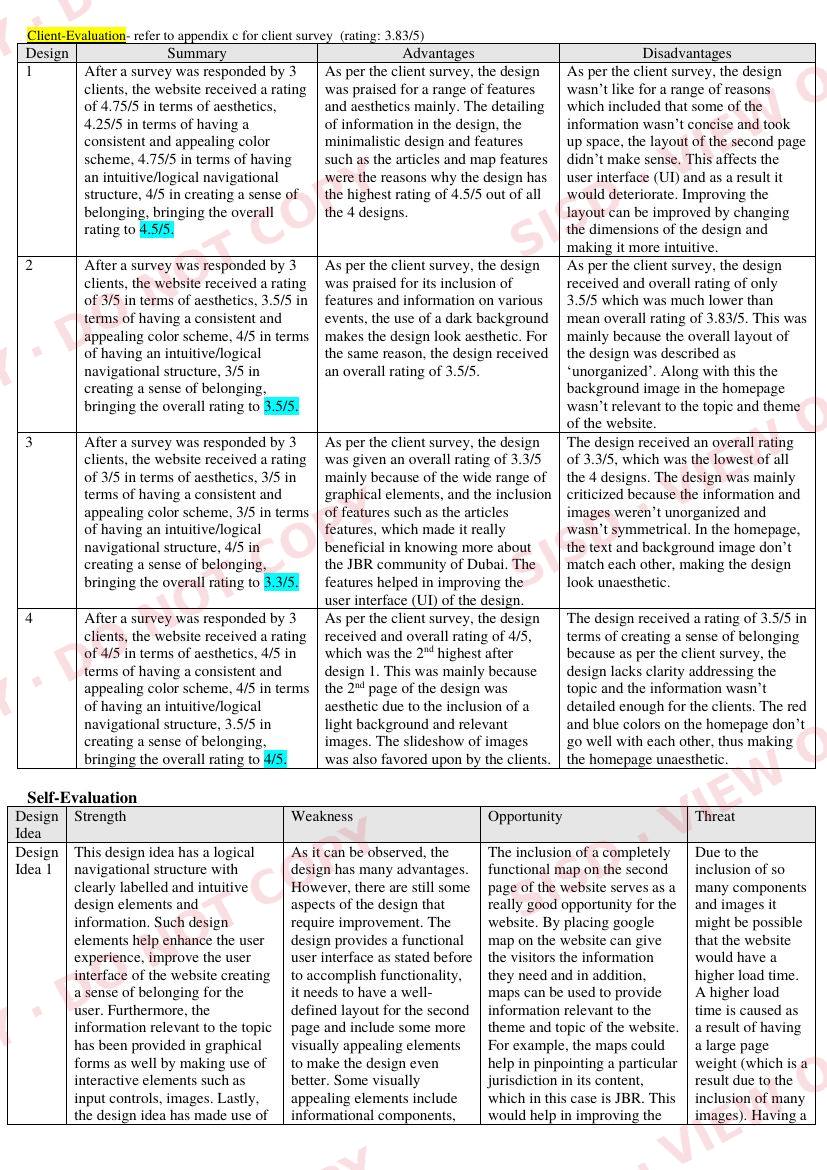 Client-Evaluation- refer to appendix c for client survey  (rating: 3.83/5)
Design
Summary
Advantages
Disadvantages
1
After a survey was responded by 3
clients, the website received a rating
of 4.75/5 in terms of aesthetics,
4.25/5 in terms of having a
consistent and appealing color
scheme, 4.75/5 in terms of having
an intuitive/logical navigational
structure, 4/5 in creating a sense of
belonging, bringing the overall
rating to 4.5/5.
As per the client survey, the design
was praised for a range of features
and aesthetics mainly. The detailing
of information in the design, the
minimalistic design and features
such as the articles and map features
were the reasons why the design has
the highest rating of 4.5/5 out of all
the 4 designs.
As per the client survey, the design
wasn't like for a range of reasons
which included that some of the
information wasn't concise and took
up space, the layout of the second page
didn't make sense. This affects the
user interface (UI) and as a result it
would deteriorate. Improving the
layout can be improved by changing
the dimensions of the design and
making it more intuitive.
2
After a survey was responded by 3
clients, the website received a rating
of 3/5 in terms of aesthetics, 3.5/5 in
terms of having a consistent and
appealing color scheme, 4/5 in terms
of having an intuitive/logical
navigational structure, 3/5 in
creating a sense of belonging,
bringing the overall rating to 3.5/5.
As per the client survey, the design
was praised for its inclusion of
features and information on various
events, the use of a dark background
makes the design look aesthetic. For
the same reason, the design received
an overall rating of 3.5/5.
As per the client survey, the design
received and overall rating of only
3.5/5 which was much lower than
mean overall rating of 3.83/5. This was
mainly because the overall layout of
the design was described as
'unorganized'. Along with this the
background image in the homepage
wasn't relevant to the topic and theme
of the website.
3
After a survey was responded by 3
clients, the website received a rating
of 3/5 in terms of aesthetics, 3/5 in
terms of having a consistent and
appealing color scheme, 3/5 in terms
of having an intuitive/logical
navigational structure, 4/5 in
creating a sense of belonging,
bringing the overall rating to 3.3/5.
As per the client survey, the design
was given an overall rating of 3.3/5
mainly because of the wide range of
graphical elements, and the inclusion
of features such as the articles
features, which made it really
beneficial in knowing more about
the JBR community of Dubai. The
features helped in improving the
user interface (UI) of the design.
The design received an overall rating
of 3.3/5, which was the lowest of all
the 4 designs. The design was mainly
criticized because the information and
images weren't unorganized and
wasn't symmetrical. In the homepage,
the text and background image don't
match each other, making the design
look unaesthetic.
4
After a survey was responded by 3
clients, the website received a rating
of 4/5 in terms of aesthetics, 4/5 in
terms of having a consistent and
appealing color scheme, 4/5 in terms
of having an intuitive/logical
navigational structure, 3.5/5 in
creating a sense of belonging,
bringing the overall rating to 4/5.
As per the client survey, the design
received and overall rating of 4/5,
which was the 2nd highest after
design 1. This was mainly because
the 2nd page of the design was
aesthetic due to the inclusion of a
light background and relevant
images. The slideshow of images
was also favored upon by the clients.
The design received a rating of 3.5/5 in
terms of creating a sense of belonging
because as per the client survey, the
design lacks clarity addressing the
topic and the information wasn't
detailed enough for the clients. The red
and blue colors on the homepage don't
go well with each other, thus making
the homepage unaesthetic.
Self-Evaluation
Design
Idea
Strength
Weakness
Opportunity
Threat
Design
Idea 1
This design idea has a logical
navigational structure with
clearly labelled and intuitive
design elements and
information. Such design
elements help enhance the user
experience, improve the user
interface of the website creating
a sense of belonging for the
user. Furthermore, the
information relevant to the topic
has been provided in graphical
forms as well by making use of
interactive elements such as
input controls, images. Lastly,
the design idea has made use of
As it can be observed, the
design has many advantages.
However, there are still some
aspects of the design that
require improvement. The
design provides a functional
user interface as stated before
to accomplish functionality,
it needs to have a well-
defined layout for the second
page and include some more
visually appealing elements
to make the design even
better. Some visually
appealing elements include
informational components,
The inclusion of a completely
functional map on the second
page of the website serves as a
really good opportunity for the
website. By placing google
map on the website can give
the visitors the information
they need and in addition,
maps can be used to provide
information relevant to the
theme and topic of the website.
For example, the maps could
help in pinpointing a particular
jurisdiction in its content,
which in this case is JBR. This
would help in improving the
Due to the
inclusion of so
many components
and images it
might be possible
that the website
would have a
higher load time.
A higher load
time is caused as
a result of having
a large page
weight (which is a
result due to the
inclusion of many
images). Having a